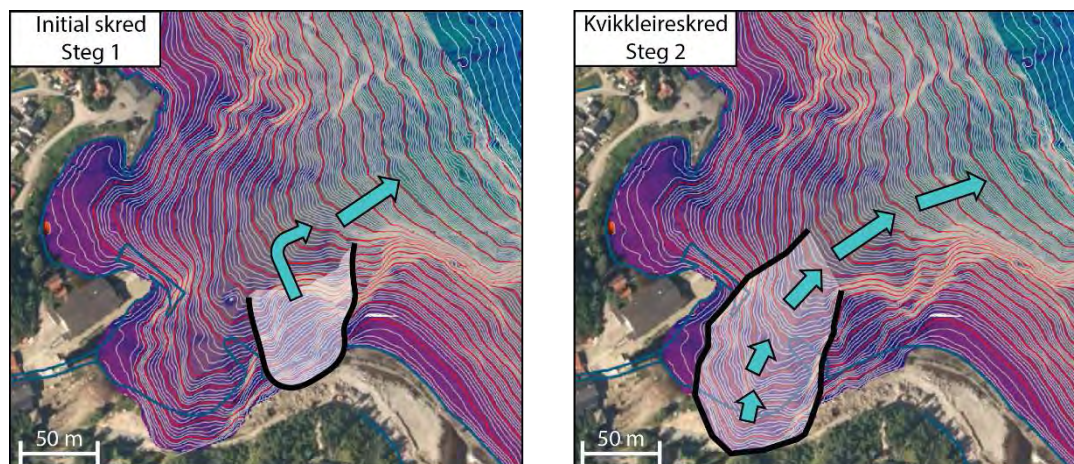 Initial skred
Steg 1
50 m
Kvikkleireskred
Steg 2
50 m